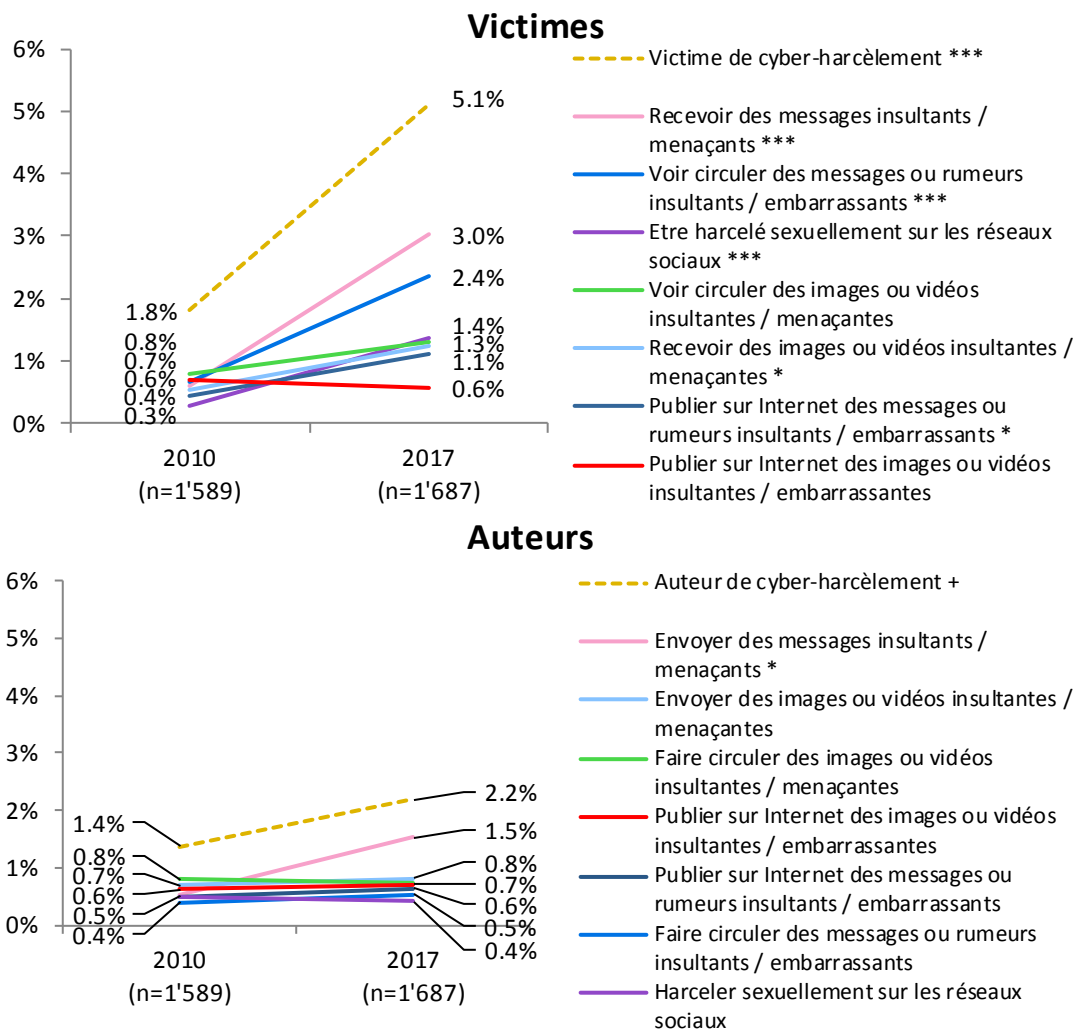 Victimes
6%
5%
4%
3%
2%
1%
0%
1.8%
0.8%
0.7%
0.6%
0.4%
0.3%
5.1%
3.0%
2.4%
1.4%
1.3%
1.1%
0.6%
2010
(n=1'589)
2017
(n=1'687)
Victime de cyber-harcèlement ***
Recevoir des messages insultants /
menaçants ***
Voir circuler des messages ou rumeurs
insultants / embarrassants ***
Etre harcelé sexuellement sur les réseaux
sociaux ***
Voir circuler des images ou vidéos
insultantes / menaçantes
Recevoir des images ou vidéos insultantes /
menaçantes *
Publier sur Internet des messages ou
rumeurs insultants / embarrassants *
Publier sur Internet des images ou vidéos
insultantes / embarrassantes
Auteurs
6%
5%
4%
3%
2%
1%
0%
1.4%
0.8%
0.7%
0.6%
0.5%
0.4%
2.2%
1.5%
0.8%
0.7%
0.6%
0.5%
0.4%
2010
(n=1'589)
2017
(n=1'687)
Auteur de cyber-harcèlement +
Envoyer des messages insultants /
menaçants *
Envoyer des images ou vidéos insultantes /
menaçantes
Faire circuler des images ou vidéos
insultantes / menaçantes
Publier sur Internet des images ou vidéos
insultantes / embarrassantes
Publier sur Internet des messages ou
rumeurs insultants / embarrassants
Faire circuler des messages ou rumeurs
insultants / embarrassants
Harceler sexuellement sur les réseaux
sociaux